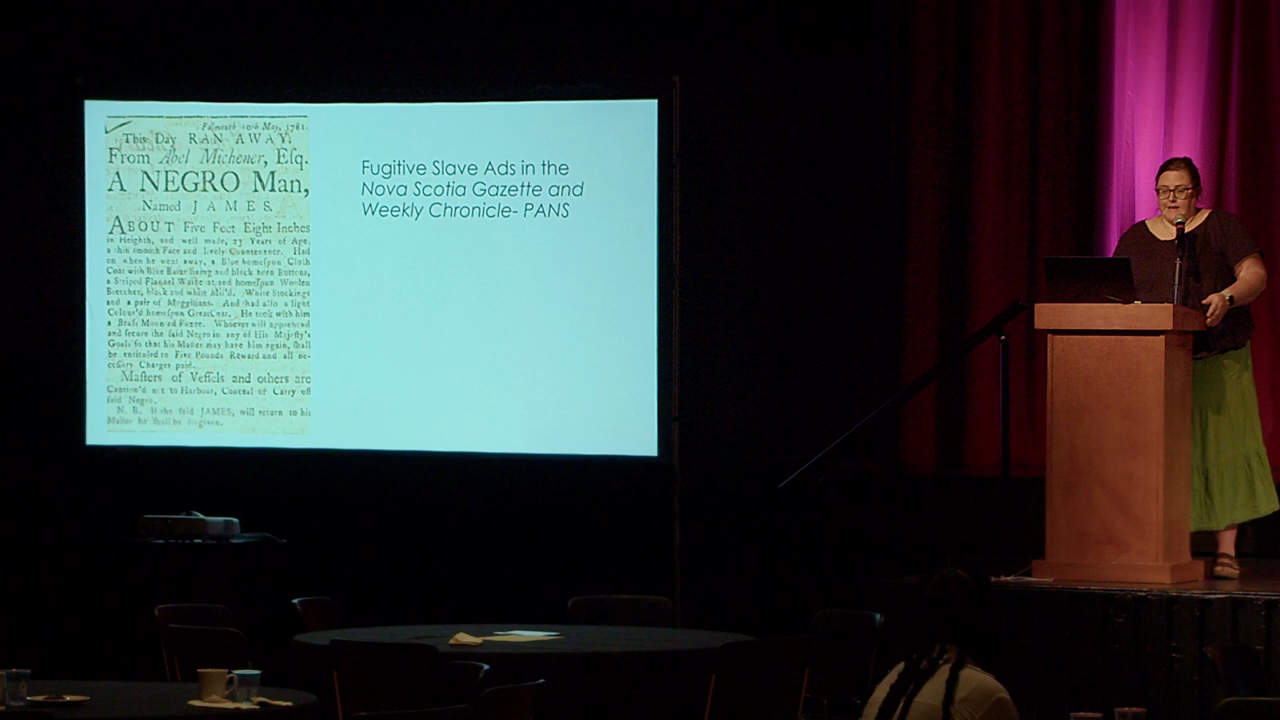 Falmouth 10th May, 1781.
This Day RAN AWAY.
From Abel Michener, Esq.
A NEGRO Man,
Named JAMES.
ABOUT Five Feet Eight Inches
in Heighth, and well made, 23 Years of Age,
a thin smooth Face and lively Countenance. Had
on when he went away, a Blue homespun Cloth
Coat with Blue Baize lining and black horn Buttons,
a Striped Flannel Waistcoat and homespun Woolen
Breeches, black and white Mill'd. White Stockings
and a pair of Moggisans. And had also a light
Colour'd homespun GreatCoat. He took with him
a Brass Mounted Fuzee. Whoever will apprehend
and secure the said Negro in any of His Majesty's
Goals so that his Master may have him again, shall
be entituled to Five Pounds Reward and all ne-
cessary Charges paid.
Masters of Vessels and others are
Caution'd not to Harbour, Conceal or Carry off
said Negro.
N. B. If the said JAMES, will return to his
Master he shall be forgiven.
Fugitive Slave Ads in the
Nova Scotia Gazette and
Weekly Chronicle- PANS